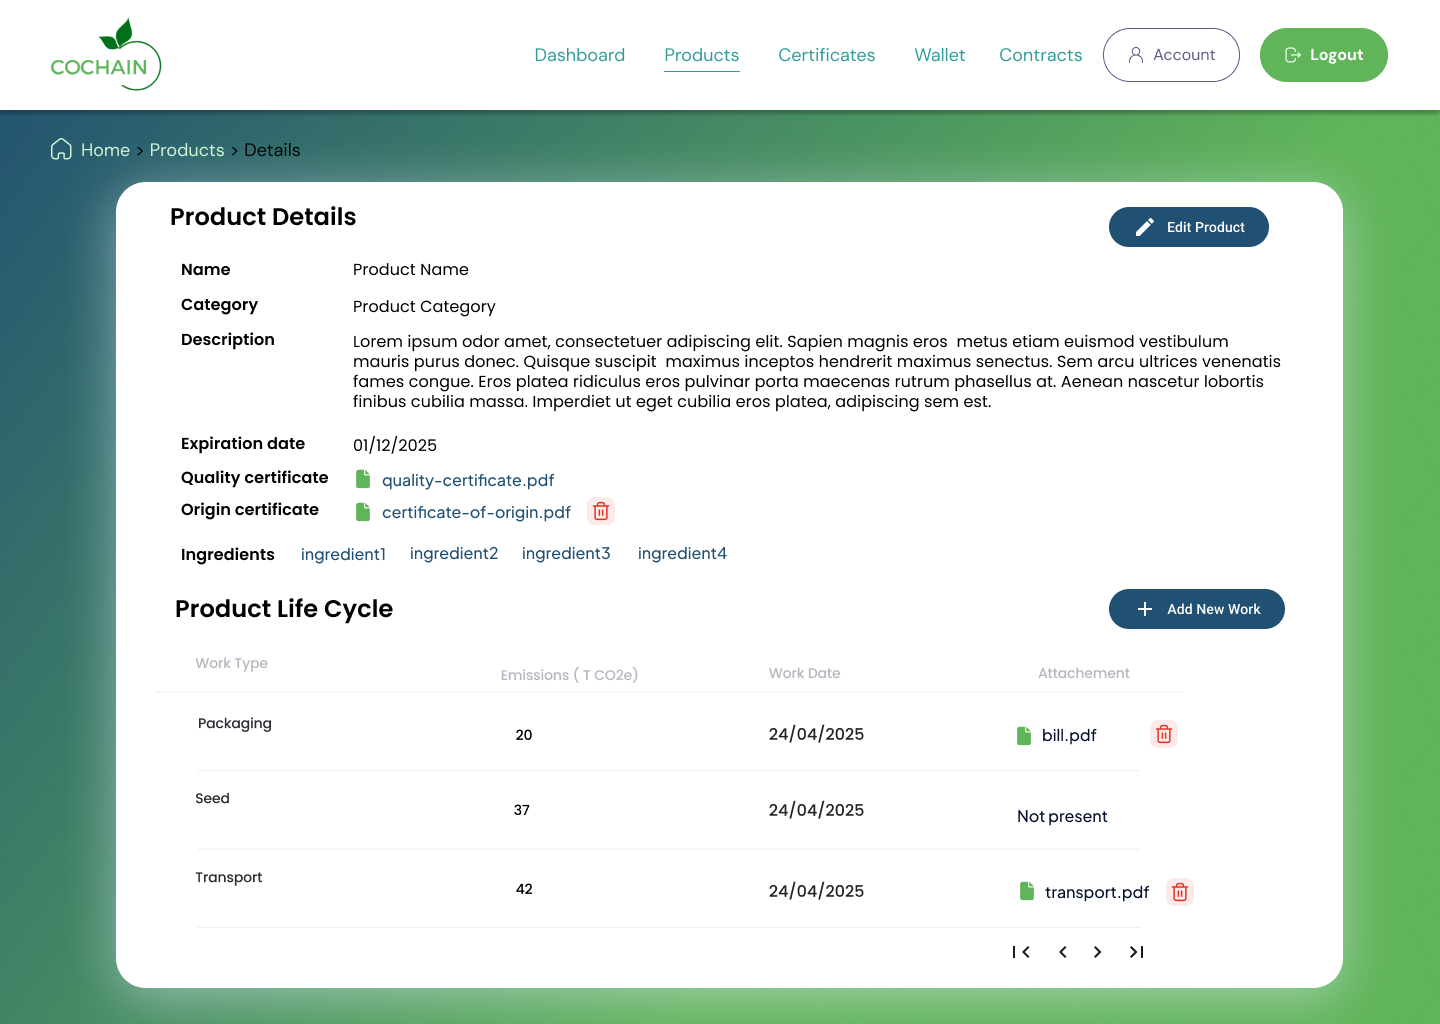 COCHAIN
Dashboard Products Certificates Wallet Contracts Account Logout
Home > Products > Details
Product Details
Edit Product
Name Product Name
Category Product Category
Description Lorem ipsum odor amet, consectetuer adipiscing elit. Sapien magnis eros  metus etiam euismod vestibulum
mauris purus donec. Quisque suscipit  maximus inceptos hendrerit maximus senectus. Sem arcu ultrices venenatis
fames congue. Eros platea ridiculus eros pulvinar porta maecenas rutrum phasellus at. Aenean nascetur lobortis
finibus cubilia massa. Imperdiet ut eget cubilia eros platea, adipiscing sem est.
Expiration date 01/12/2025
Quality certificate quality-certificate.pdf
Origin certificate certificate-of-origin.pdf
Ingredients ingredient1 ingredient2 ingredient3 ingredient4
Product Life Cycle
Add New Work
Work Type Emissions ( T CO2e) Work Date Attachement
Packaging 20 24/04/2025 bill.pdf
Seed 37 24/04/2025 Not present
Transport 42 24/04/2025 transport.pdf